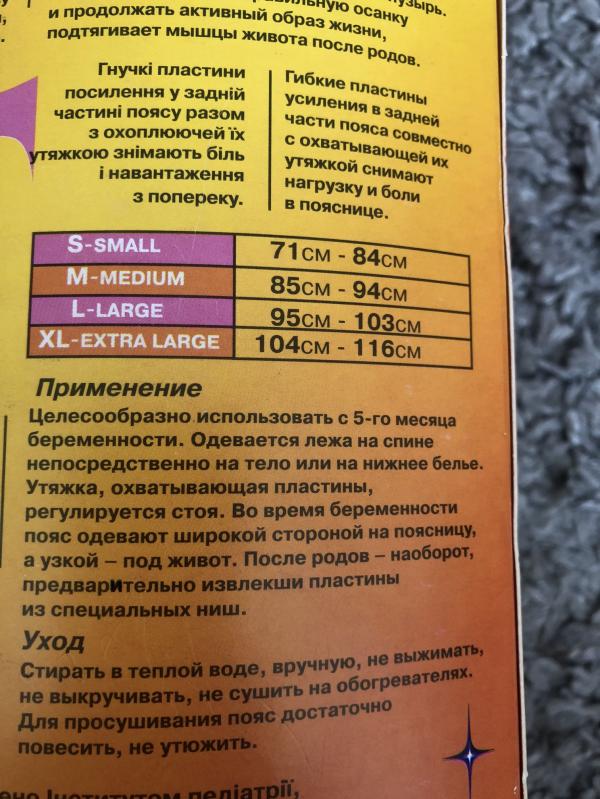 пузырь.
правильную осанку
и продолжать активный образ жизни,
подтягивает мышцы живота после родов.
Гнучкі пластини
посилення у задній
частині поясу разом
з охоплюючей їх
утяжкою знімають біль
і навантаження
з попереку.
Гибкие пластины
усиления в задней
части пояса совместно
с охватывающей их
утяжкой снимают
нагрузку и боли
в пояснице.
S-SMALL 71см - 84см
M-MEDIUM 85см - 94см
L-LARGE 95см - 103см
XL-EXTRA LARGE 104см - 116см
Применение
Целесообразно использовать с 5-го месяца
беременности. Одевается лежа на спине
непосредственно на тело или на нижнее белье.
Утяжка, охватывающая пластины,
регулируется стоя. Во время беременности
пояс одевают широкой стороной на поясницу,
а узкой – под живот. После родов – наоборот,
предварительно извлекши пластины
из специальных ниш.
Уход
Стирать в теплой воде, вручную, не выжимать,
не выкручивать, не сушить на обогревателях.
Для просушивания пояс достаточно
повесить, не утюжить.
Інститутом педіатрії,